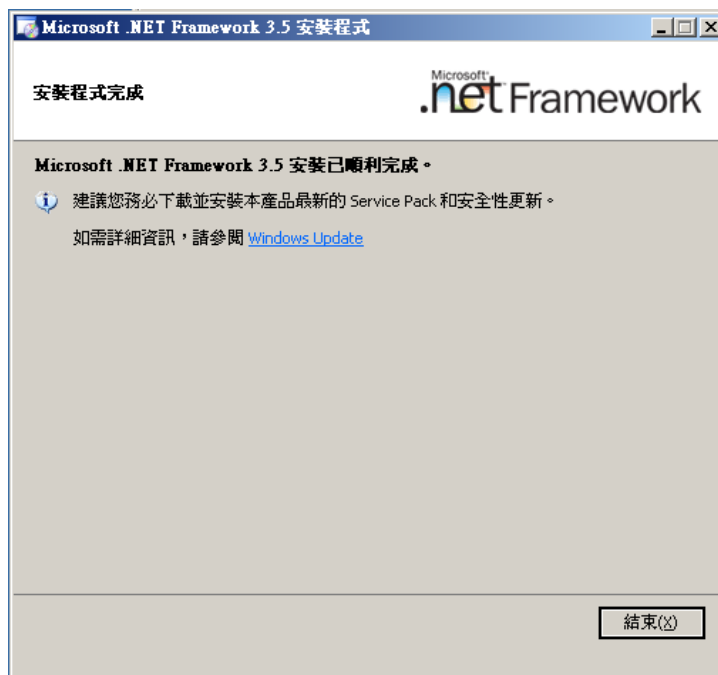 Microsoft .NET Framework 3.5 安裝程式
安裝程式完成
Microsoft
.net Framework
Microsoft .NET Framework 3.5 安裝已順利完成。
建議您務必下載並安裝本產品最新的 Service Pack 和安全性更新。
如需詳細資訊，請參閱 Windows Update
結束(X)